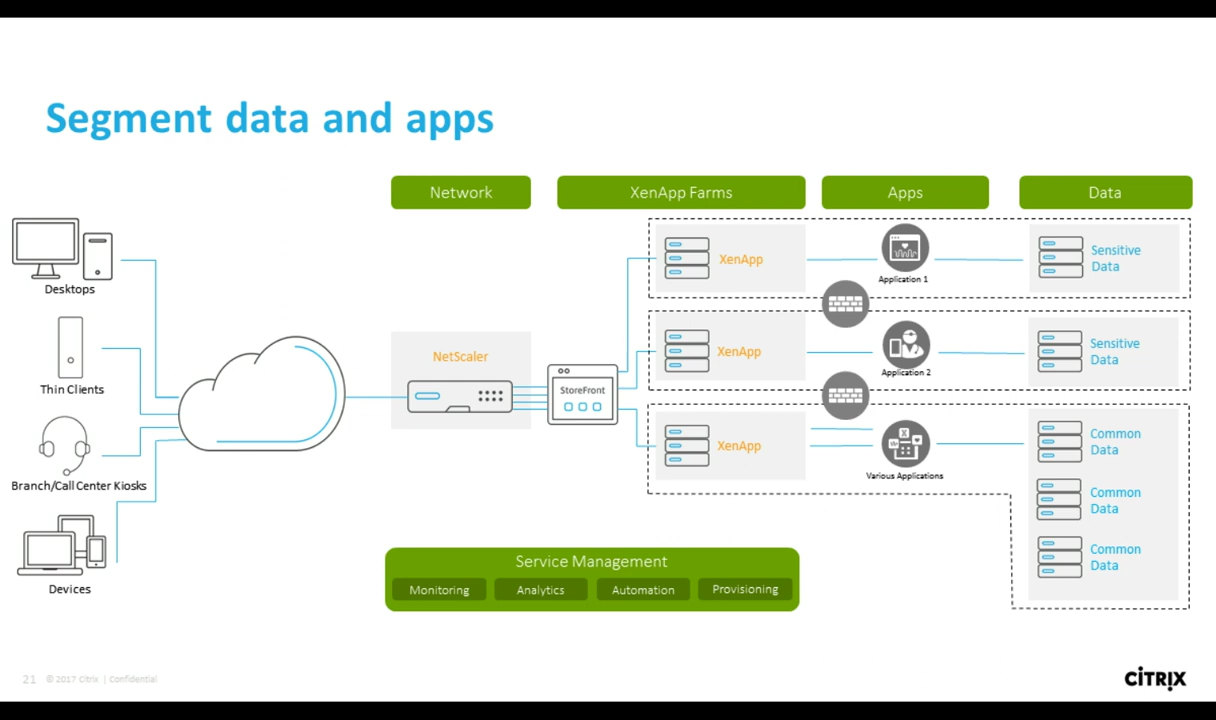 Segment data and apps
Network
XenApp Farms
Apps
Data
Desktops
Thin Clients
Branch/Call Center Kiosks
Devices
NetScaler
StoreFront
XenApp
Application 1
Sensitive
Data
XenApp
Application 2
Sensitive
Data
XenApp
Various Applications
Common
Data
Common
Data
Common
Data
Service Management
Monitoring
Analytics
Automation
Provisioning
21 © 2017 Citrix | Confidential
CITRIX